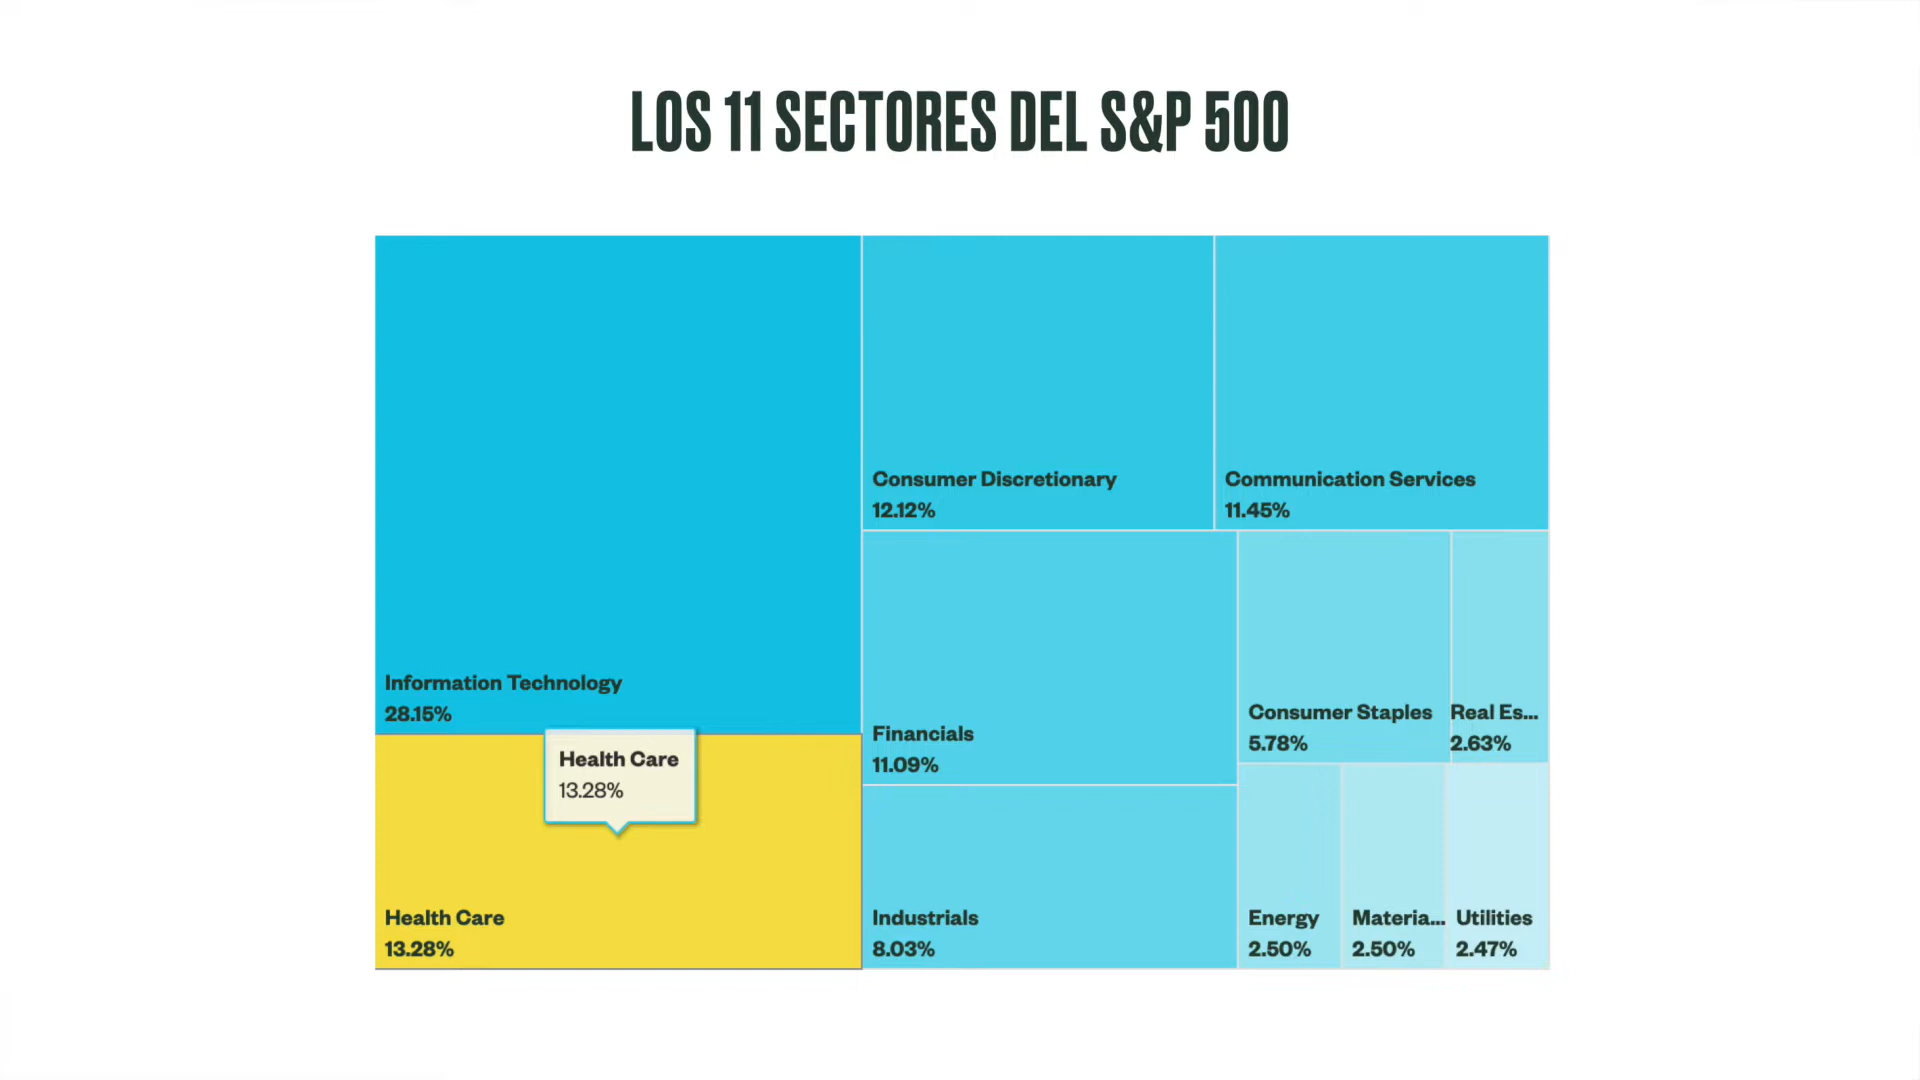 LOS 11 SECTORES DEL S&P 500
Information Technology
28.15%
Health Care
13.28%
Health Care
13.28%
Consumer Discretionary
12.12%
Communication Services
11.45%
Financials
11.09%
Industrials
8.03%
Consumer Staples
5.78%
Real Es...
2.63%
Energy
2.50%
Materia...
2.50%
Utilities
2.47%